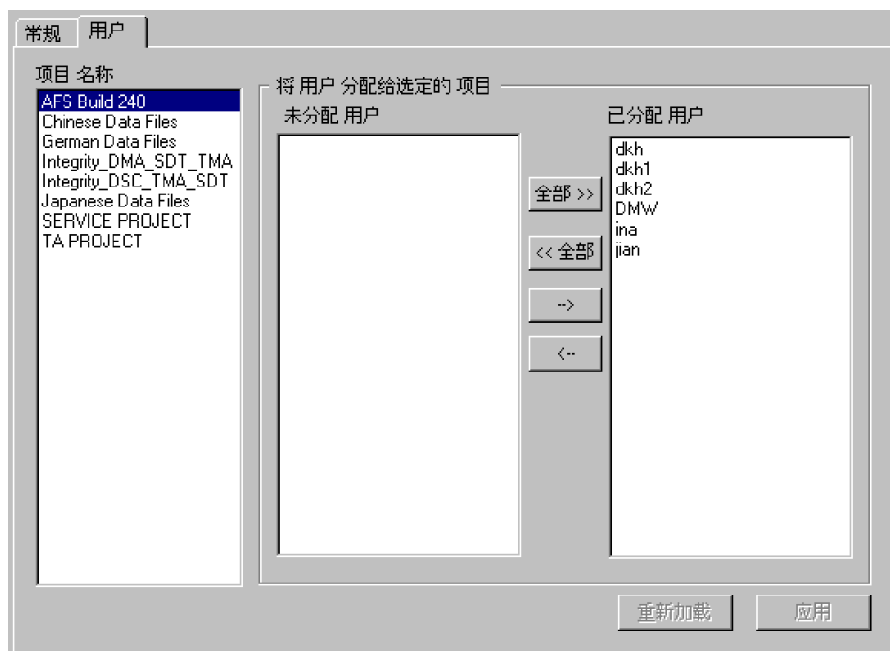 常规 用户
项目 名称
AFS Build 240
Chinese Data Files
German Data Files
Integrity_DMA_SDT_TMA
Integrity_DSC_TMA_SDT
Japanese Data Files
SERVICE PROJECT
TA PROJECT
将 用户 分配给选定的 项目
未分配 用户
全部 >>
<< 全部
-->
<--
已分配 用户
dkh
dkh1
dkh2
DMW
ina
jian
重新加载 应用